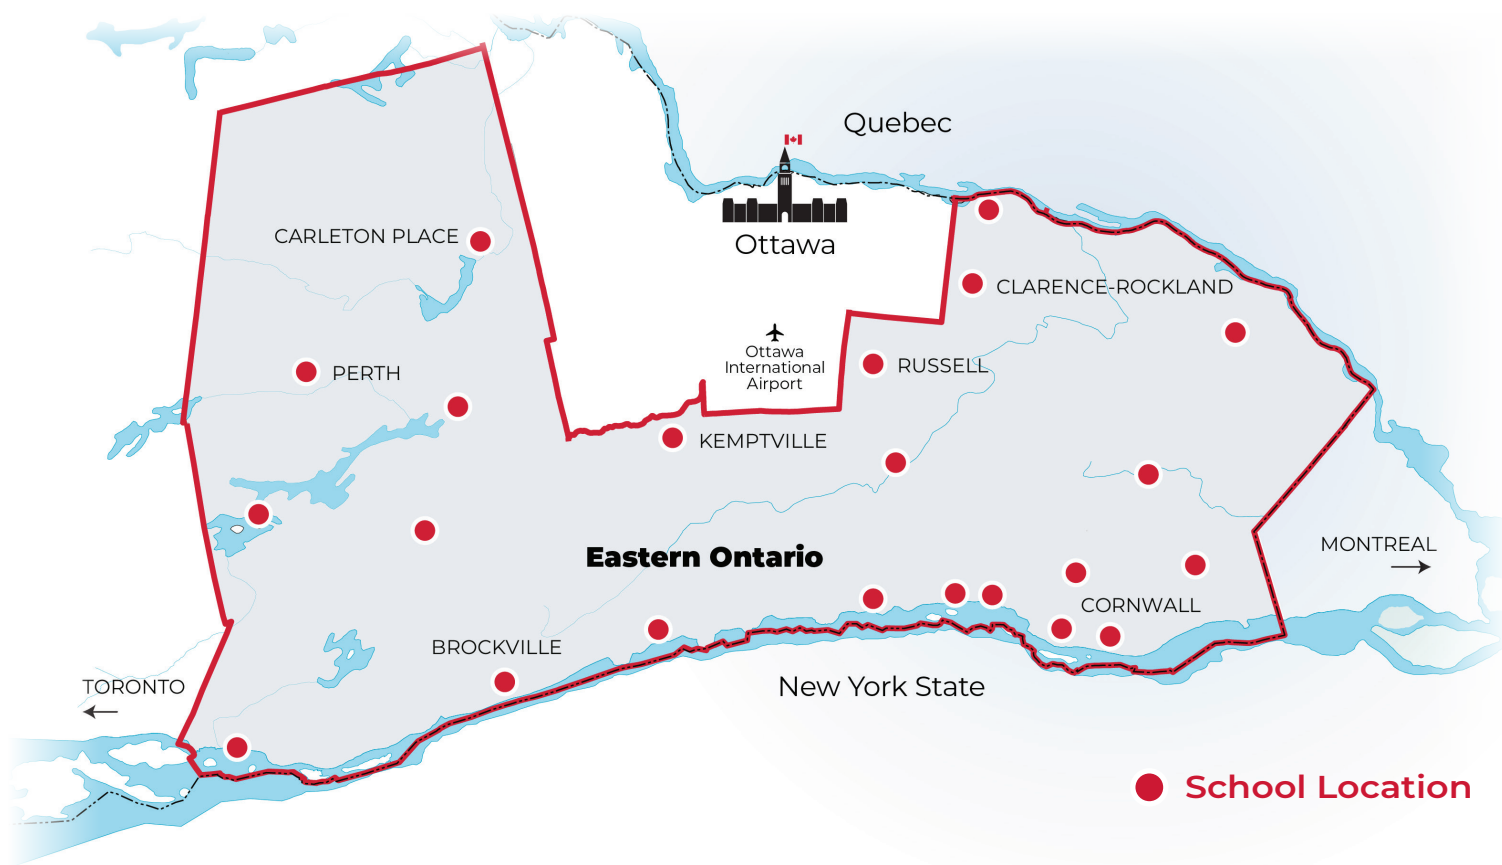 Quebec
Ottawa
CARLETON PLACE
CLARENCE-ROCKLAND
Ottawa
International
Airport
RUSSELL
PERTH
KEMPTVILLE
MONTREAL
Eastern Ontario
CORNWALL
BROCKVILLE
TORONTO
New York State
School Location